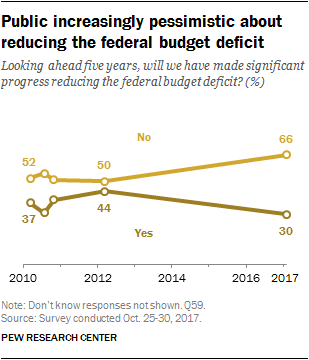 Public increasingly pessimistic about
reducing the federal budget deficit
Looking ahead five years, will we have made significant
progress reducing the federal budget deficit? (%)
No
66
52
50
37
44
30
Yes
2010 2012 2014 2016 2017
Note: Don't know responses not shown. Q59.
Source: Survey conducted Oct. 25-30, 2017.
PEW RESEARCH CENTER